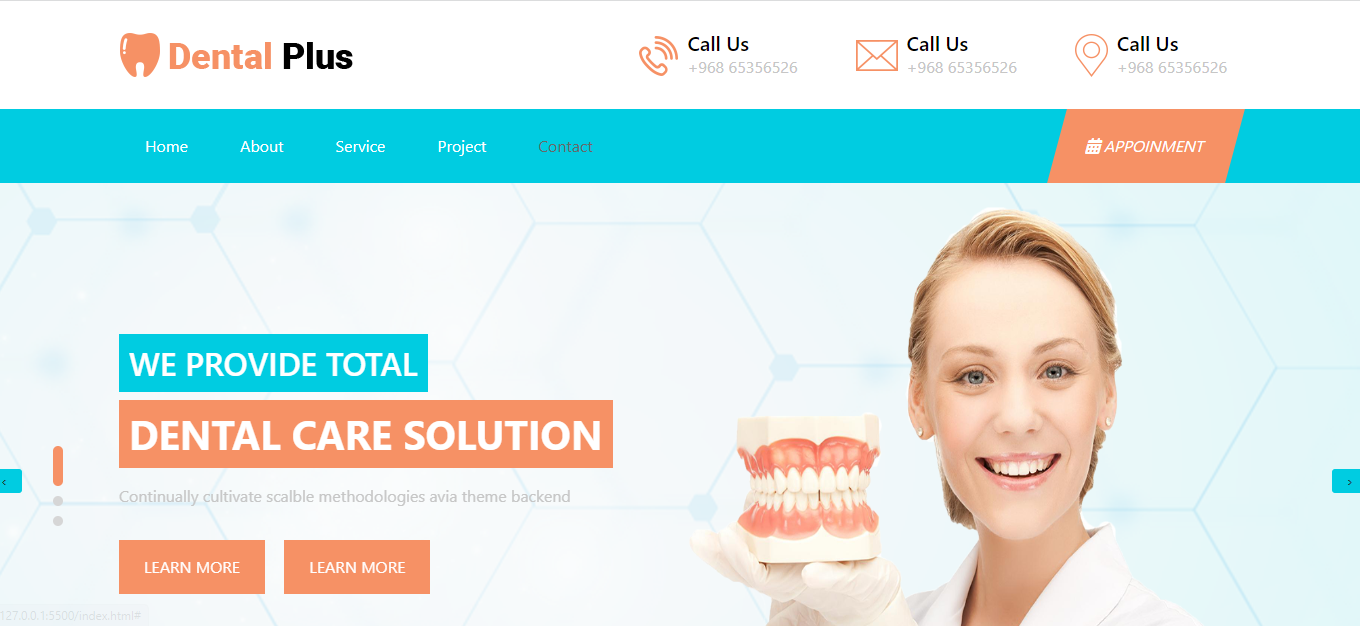 Dental Plus
Call Us
+968 65356526
Call Us
+968 65356526
Call Us
+968 65356526
Home About Service Project Contact
APPOINMENT
WE PROVIDE TOTAL
DENTAL CARE SOLUTION
Continually cultivate scalble methodologies avia theme backend
LEARN MORE LEARN MORE
127.0.0.1:5500/index.html#